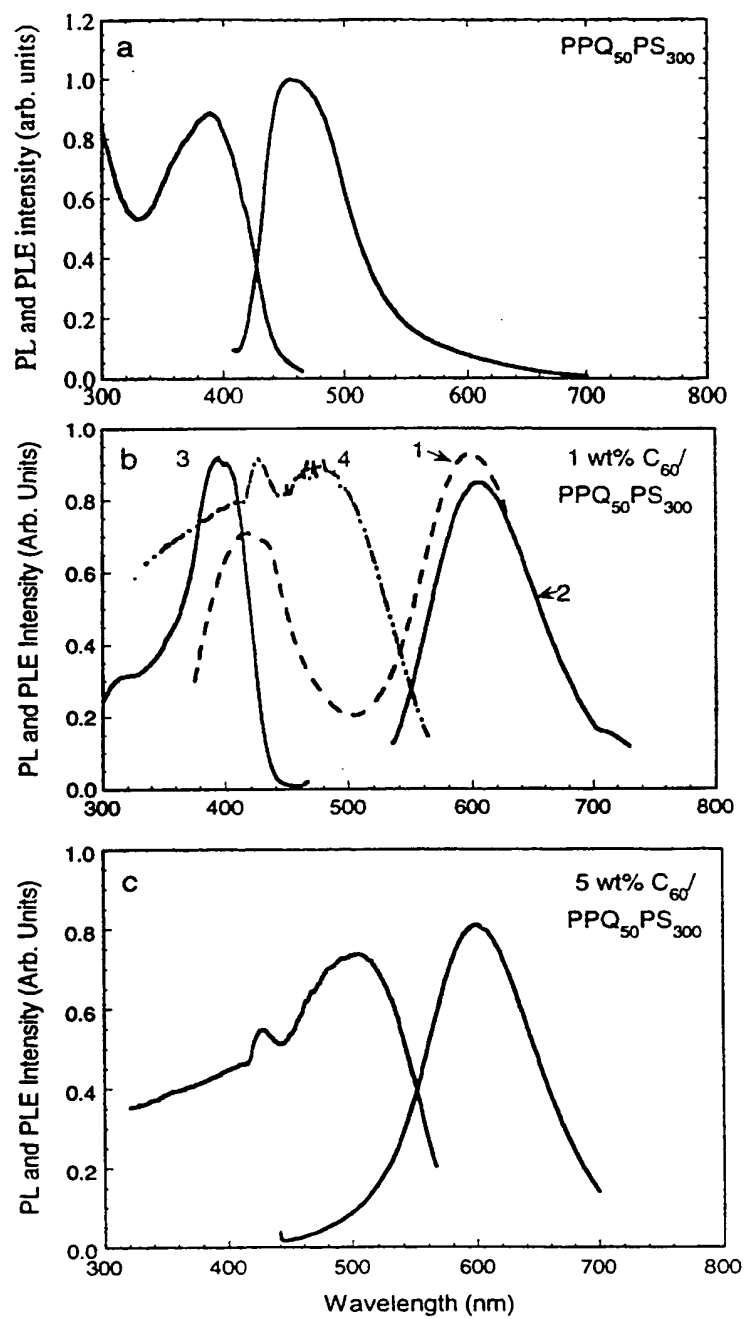 a
PPQ50PS300
1.2
1.0
0.8
0.6
0.4
0.2
0.0
300 400 500 600 700 800
PL and PLE intensity (arb. units)
b
3
4
1
2
1 wt% C60/
PPQ50PS300
1.0
0.8
0.6
0.4
0.2
0.0
300 400 500 600 700 800
PL and PLE Intensity (Arb. Units)
c
5 wt% C60/
PPQ50PS300
1.0
0.8
0.6
0.4
0.2
0.0
300 400 500 600 700 800
PL and PLE Intensity (Arb. Units)
Wavelength (nm)